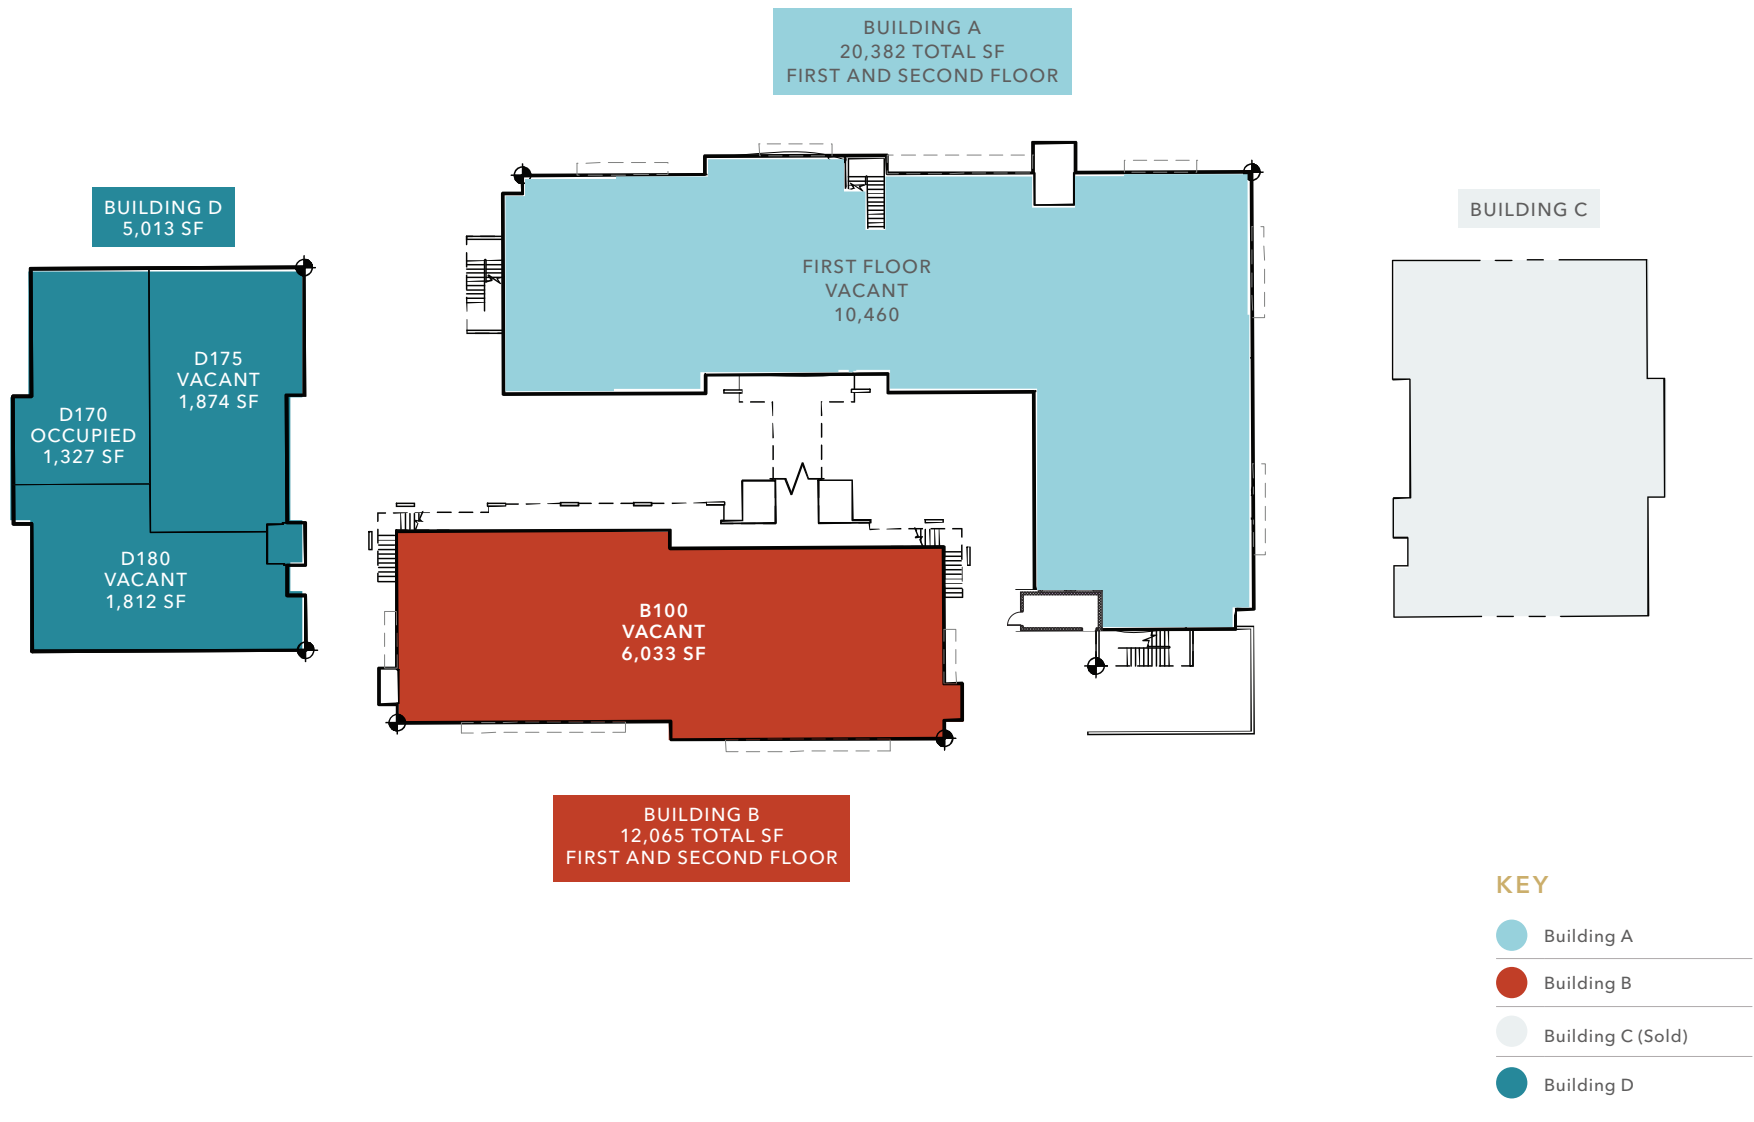 BUILDING A
20,382 TOTAL SF
FIRST AND SECOND FLOOR
BUILDING D
5,013 SF
BUILDING C
FIRST FLOOR
VACANT
10,460
D175
VACANT
1,874 SF
D170
OCCUPIED
1,327 SF
D180
VACANT
1,812 SF
B100
VACANT
6,033 SF
BUILDING B
12,065 TOTAL SF
FIRST AND SECOND FLOOR
KEY
Building A
Building B
Building C (Sold)
Building D